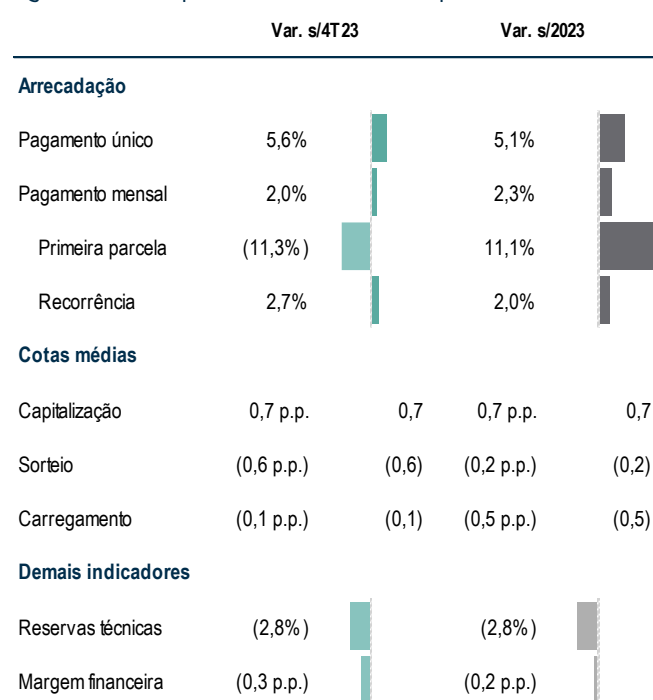 Var. s/4T23 Var. s/2023
Arrecadação
Pagamento único 5,6% 5,1%
Pagamento mensal 2,0% 2,3%
Primeira parcela (11,3%) 11,1%
Recorrência 2,7% 2,0%
Cotas médias
Capitalização 0,7 p.p. 0,7 0,7 p.p. 0,7
Sorteio (0,6 p.p.) (0,6) (0,2 p.p.) (0,2)
Carregamento (0,1 p.p.) (0,1) (0,5 p.p.) (0,5)
Demais indicadores
Reservas técnicas (2,8%) (2,8%)
Margem financeira (0,3 p.p.) (0,2 p.p.)